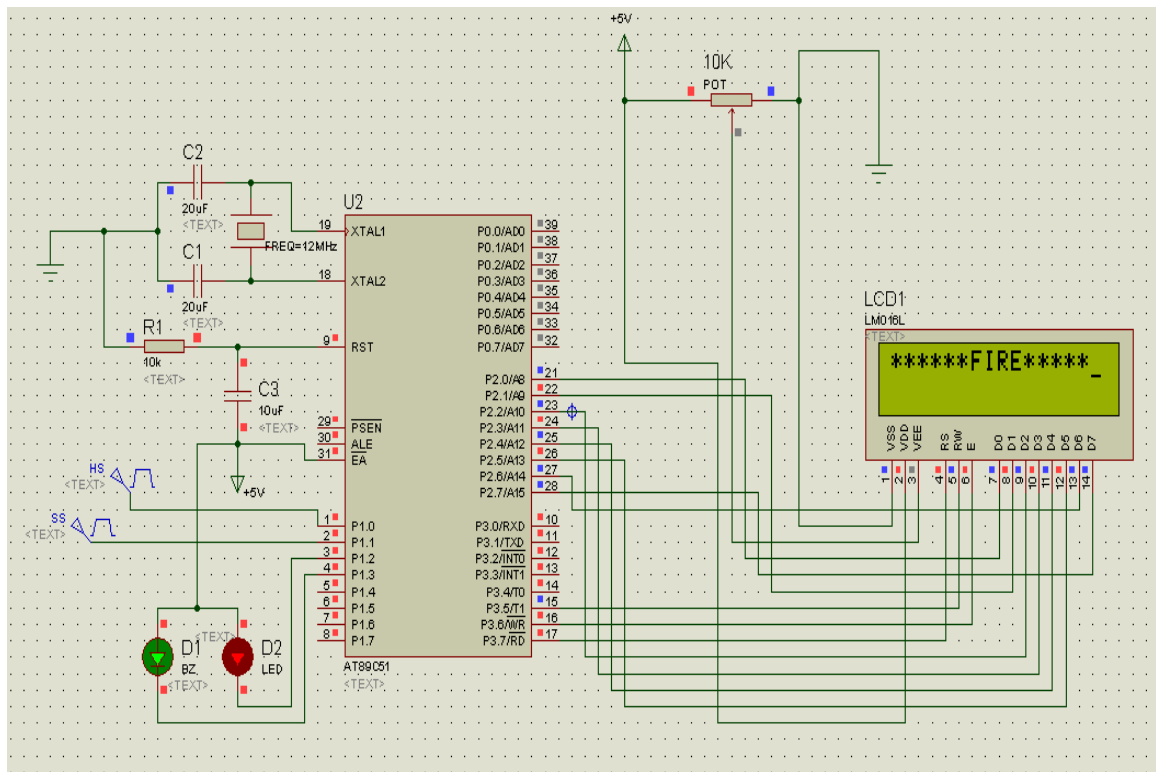 +5V
10K
POT
C2
20uF
<TEXT>
FREQ=12MHz
C1
20uF
<TEXT>
R1
10k
<TEXT>
C3
10uF
<TEXT>
+5V
HS
<TEXT>
SS
<TEXT>
U2
19 XTAL1
18 XTAL2
9 RST
29 PSEN
30 ALE
31 EA
1 P1.0
2 P1.1
3 P1.2
4 P1.3
5 P1.4
6 P1.5
7 P1.6
8 P1.7
P0.0/AD0 39
P0.1/AD1 38
P0.2/AD2 37
P0.3/AD3 36
P0.4/AD4 35
P0.5/AD5 34
P0.6/AD6 33
P0.7/AD7 32
P2.0/A8 21
P2.1/A9 22
P2.2/A10 23
P2.3/A11 24
P2.4/A12 25
P2.5/A13 26
P2.6/A14 27
P2.7/A15 28
P3.0/RXD 10
P3.1/TXD 11
P3.2/INT0 12
P3.3/INT1 13
P3.4/T0 14
P3.5/T1 15
P3.6/WR 16
P3.7/RD 17
AT89C51
<TEXT>
D1
BZ
<TEXT>
<TEXT>
D2
LED
LCD1
LM016L
<TEXT>
******FIRE*****_
VSS VDD VEE RS RW E D0 D1 D2 D3 D4 D5 D6 D7
1 2 3 4 5 6 7 8 9 10 11 12 13 14